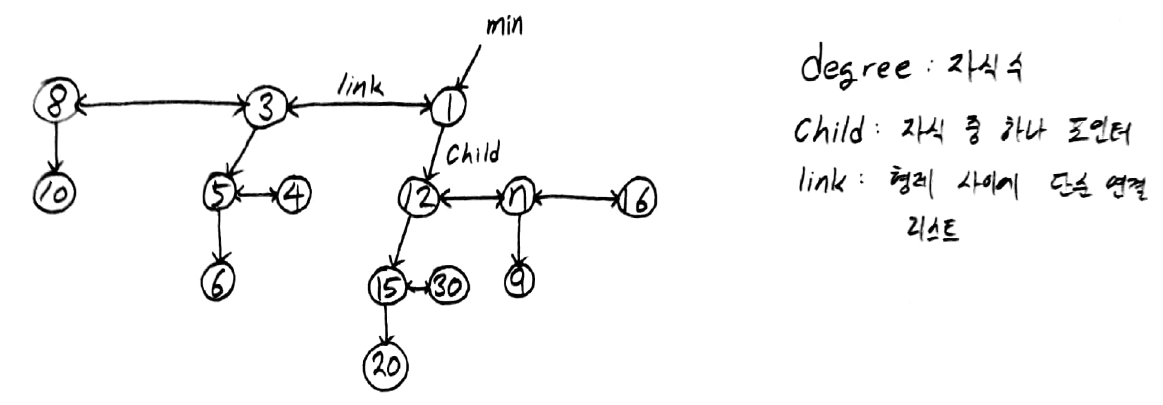 min
link
8 3 1
Child
10 5 4 12 7 16
6 15 30 9
20
degree : 자식 수
Child : 자식 중 하나 포인터
link : 형제 사이에 단순 연결
리스트